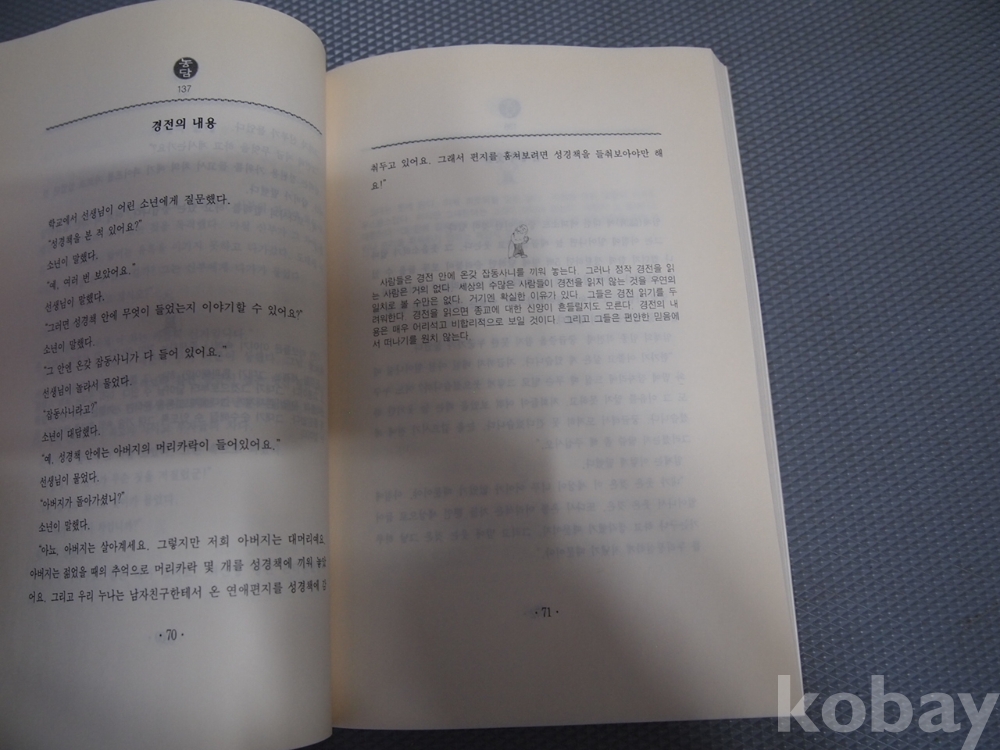 농담
137
경전의 내용
학교에서 선생님이 어린 소년에게 질문했다.
"성경책을 본 적 있어요?"
소년이 말했다.
"예, 여러 번 보았어요."
선생님이 말했다.
"그러면 성경책 안에 무엇이 들었는지 이야기할 수 있어요?"
소년이 말했다.
"그 안엔 온갖 잡동사니가 다 들어 있어요."
선생님이 놀라서 물었다.
"잡동사니라고?"
소년이 대답했다.
"예, 성경책 안에는 아버지의 머리카락이 들어있어요."
선생님이 물었다.
"아버지가 돌아가셨니?"
소년이 말했다.
"아뇨, 아버지는 살아계세요. 그렇지만 저희 아버지는 대머리예요.
아버지는 젊었을 때의 추억으로 머리카락 몇 개를 성경책에 끼워 놓았
어요. 그리고 우리 누나는 남자친구한테서 온 연애편지를 성경책에 감
· 70 ·
춰두고 있어요. 그래서 편지를 훔쳐보려면 성경책을 들춰보아야만 해
요!"
사람들은 경전 안에 온갖 잡동사니를 끼워 놓는다. 그러나 정작 경전을 읽
는 사람은 거의 없다. 세상의 수많은 사람들이 경전을 읽지 않는 것을 우연의
일치로 볼 수만은 없다. 거기엔 확실한 이유가 있다. 그들은 경전 읽기를 두
려워한다. 경전을 읽으면 종교에 대한 신앙이 흔들릴지도 모른다. 경전의 내
용은 매우 어리석고 비합리적으로 보일 것이다. 그리고 그들은 편안한 믿음에
서 떠나기를 원치 않는다.
· 71 ·
kobay